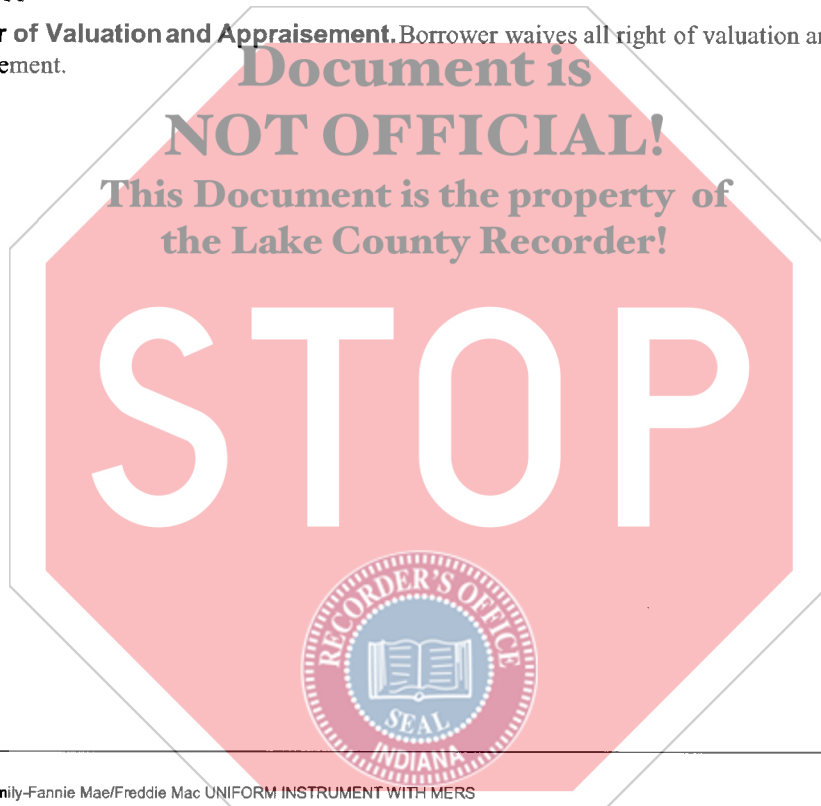 r of Valuation and Appraisement. Borrower waives all right of valuation a
ement.
Document is
NOT OFFICIAL!
This Document is the property of
the Lake County Recorder!
STOP
RECORDER'S OFFICE
SEAL
INDIANA
mily-Fannie Mae/Freddie Mac UNIFORM INSTRUMENT WITH MERS